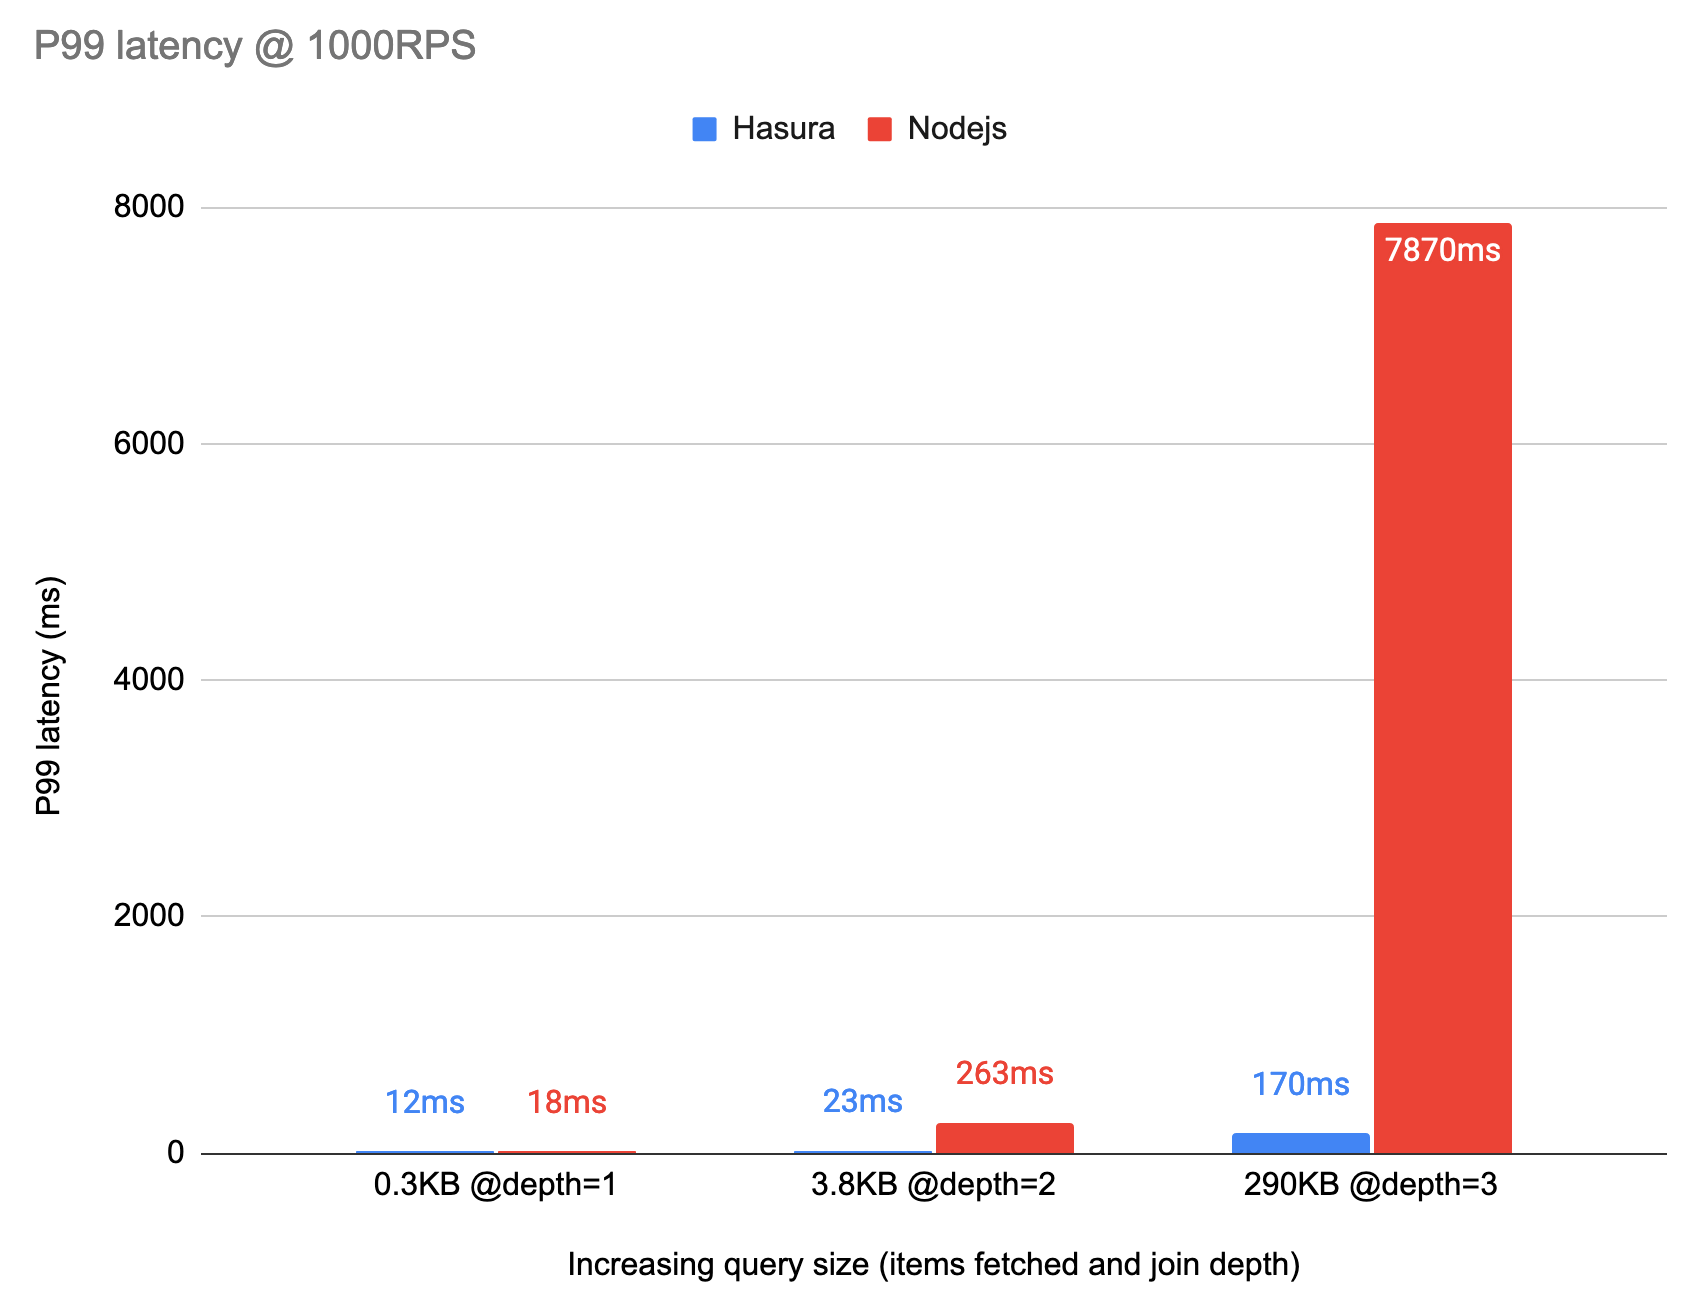 P99 latency @ 1000RPS
Hasura
Nodejs
8000
6000
4000
2000
0
P99 latency (ms)
12ms
18ms
23ms
263ms
170ms
7870ms
0.3KB @depth=1
3.8KB @depth=2
290KB @depth=3
Increasing query size (items fetched and join depth)